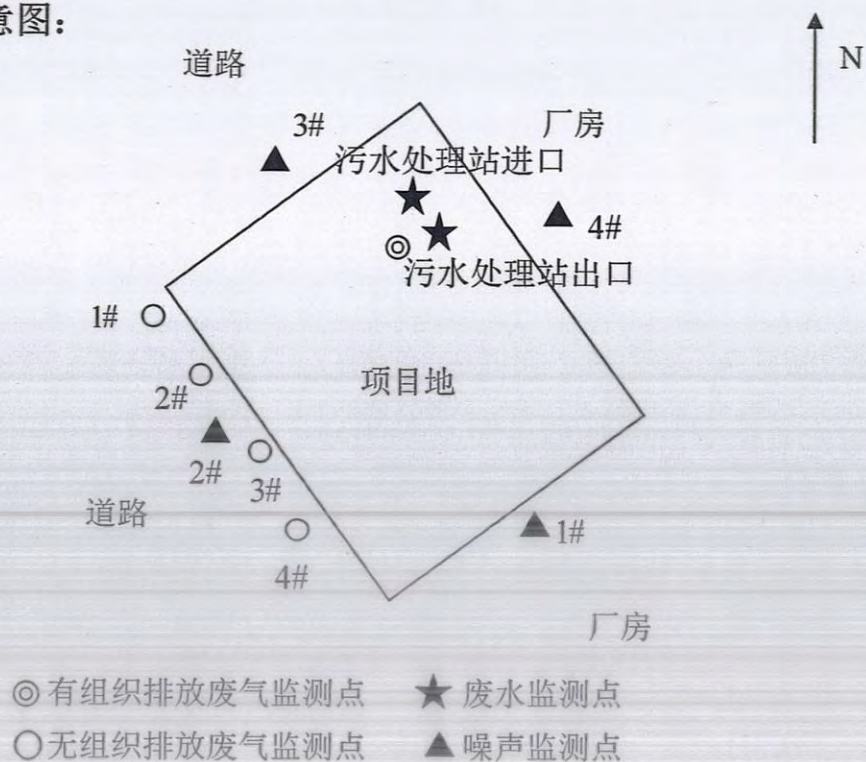 意图：
道路
N
3#
厂房
污水处理站进口
4#
污水处理站出口
1#
2#
项目地
2#
3#
道路
1#
4#
厂房
◎有组织排放废气监测点 ★ 废水监测点
○无组织排放废气监测点 ▲ 噪声监测点